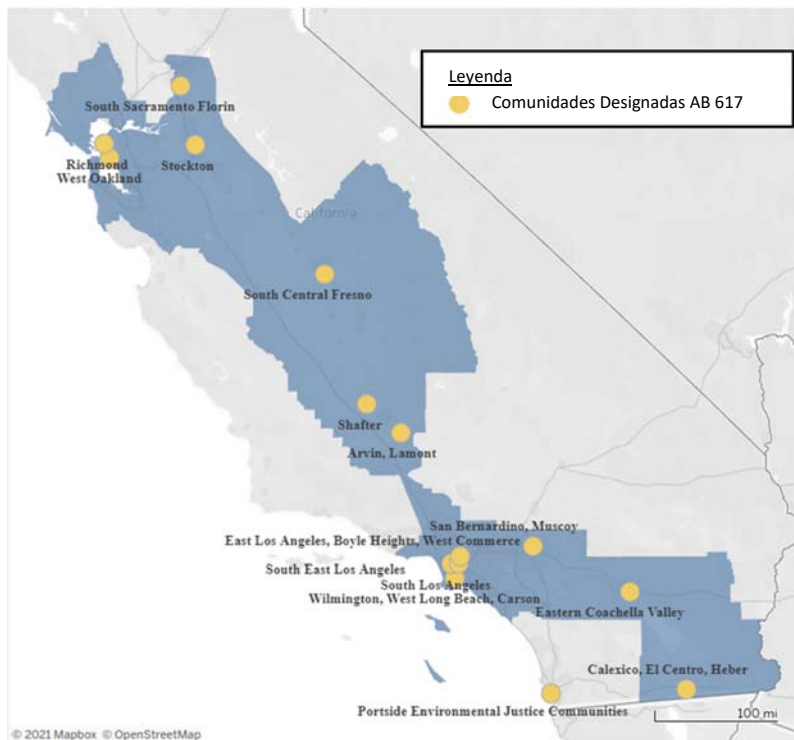 Leyenda
Comunidades Designadas AB 617
South Sacramento Florin
Richmond
West Oakland
Stockton
California
South Central Fresno
Shafter
Arvin, Lamont
San Bernardino, Muscoy
East Los Angeles, Boyle Heights, West Commerce
South East Los Angeles
South Los Angeles
Wilmington, West Long Beach, Carson
Eastern Coachella Valley
Calexico, El Centro, Heber
Portside Environmental Justice Communities
100 mi
© 2021 Mapbox © OpenStreetMap